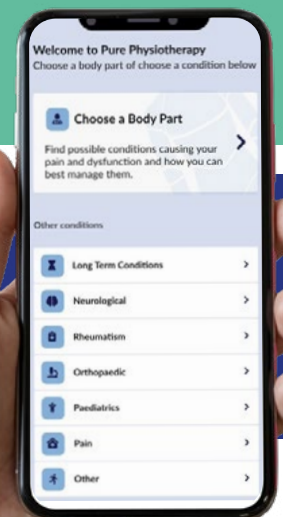 Welcome to Pure Physiotherapy
Choose a body part of choose a condition below
Choose a Body Part
Find possible conditions causing your
pain and dysfunction and how you can
best manage them.
Other conditions
Long Term Conditions
Neurological
Rheumatism
Orthopaedic
Paediatrics
Pain
Other